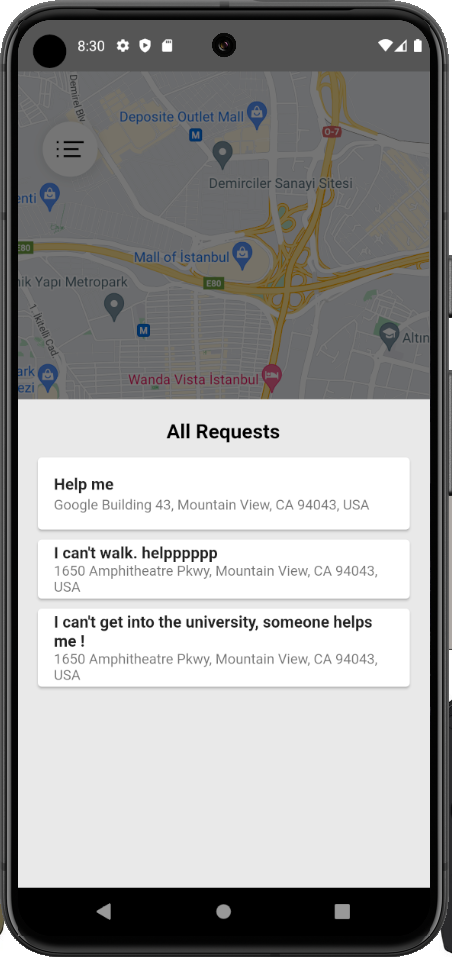 8:30
Demirel Blv.
Deposite Outlet Mall
M
O-7
Demirciler Sanayi Sitesi
enti
E80
Mall of İstanbul
nik Yapı Metropark
E80
1. İkitelli Cad.
M
Altın
ark
ezi
Wanda Vista İstanbul
All Requests
Help me
Google Building 43, Mountain View, CA 94043, USA
I can't walk. helpppppp
1650 Amphitheatre Pkwy, Mountain View, CA 94043,
USA
I can't get into the university, someone helps
me !
1650 Amphitheatre Pkwy, Mountain View, CA 94043,
USA